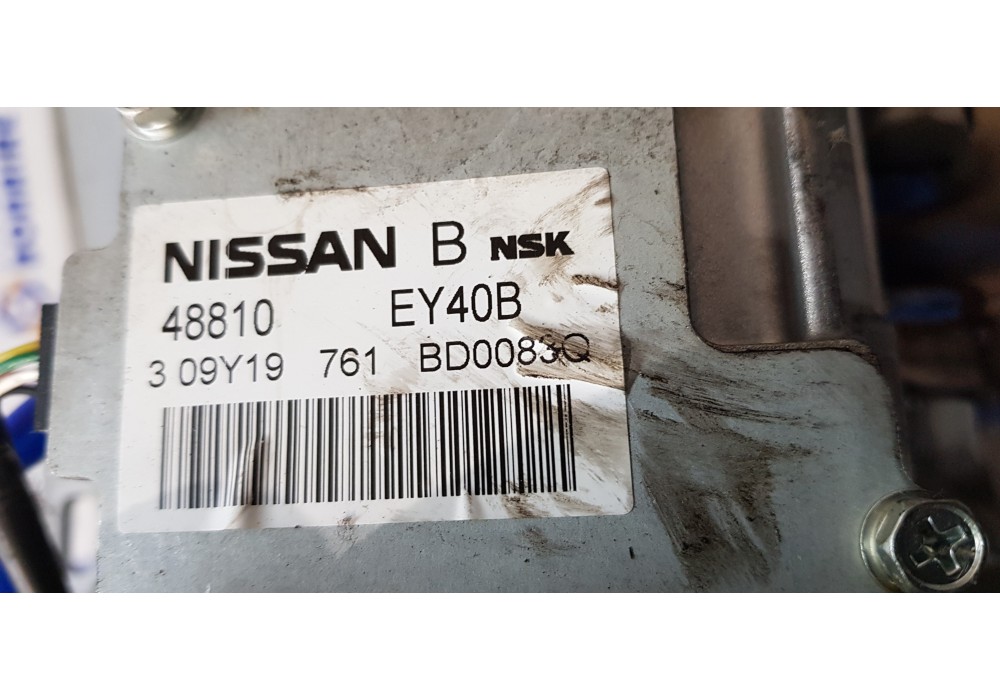 NISSAN B NSK
48810 EY40B
3 09Y19 761 BD0083Q